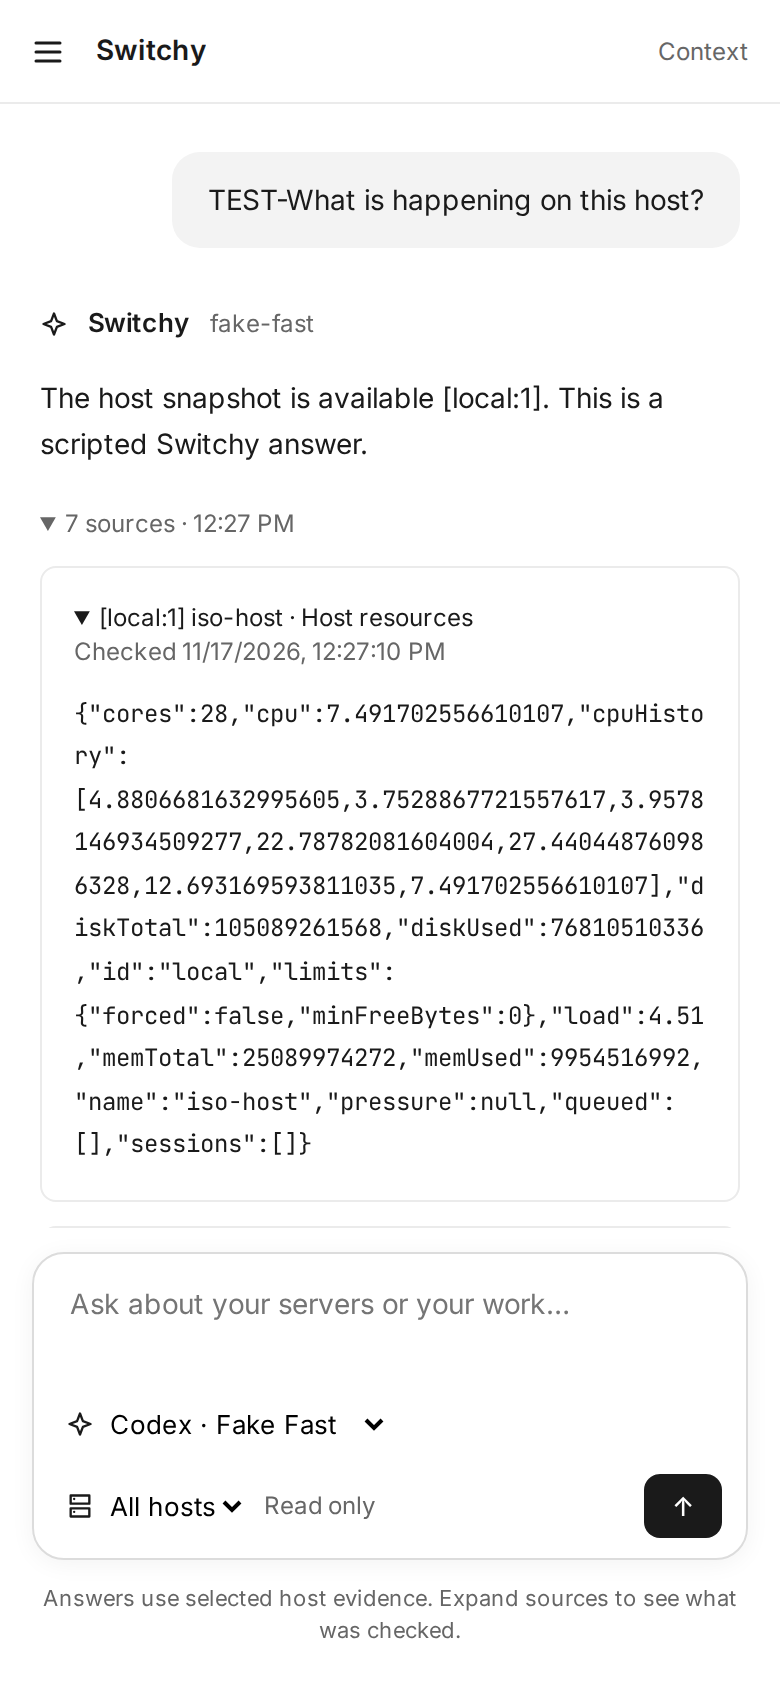 Switchy
Context
TEST-What is happening on this host?
Switchy fake-fast
The host snapshot is available [local:1]. This is a
scripted Switchy answer.
▼ 7 sources · 12:27 PM
▼ [local:1] iso-host · Host resources
Checked 11/17/2026, 12:27:10 PM
{"cores":28,"cpu":7.491702556610107,"cpuHisto
ry":
[4.8806681632995605,3.7528867721557617,3.9578
146934509277,22.78782081604004,27.44044876098
6328,12.693169593811035,7.491702556610107],"d
iskTotal":105089261568,"diskUsed":76810510336
,"id":"local","limits":
{"forced":false,"minFreeBytes":0},"load":4.51
,"memTotal":25089974272,"memUsed":9954516992,
"name":"iso-host","pressure":null,"queued":
[],"sessions":[]}
Ask about your servers or your work...
Codex · Fake Fast
All hosts
Read only
Answers use selected host evidence. Expand sources to see what
was checked.